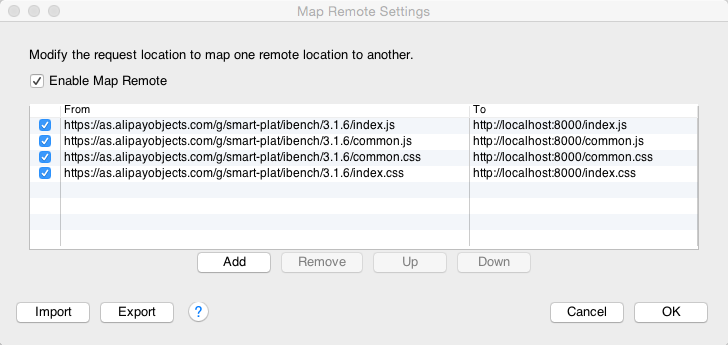 Map Remote Settings
Modify the request location to map one remote location to another.
Enable Map Remote
From To
https://as.alipayobjects.com/g/smart-plat/ibench/3.1.6/index.js http://localhost:8000/index.js
https://as.alipayobjects.com/g/smart-plat/ibench/3.1.6/common.js http://localhost:8000/common.js
https://as.alipayobjects.com/g/smart-plat/ibench/3.1.6/common.css http://localhost:8000/common.css
https://as.alipayobjects.com/g/smart-plat/ibench/3.1.6/index.css http://localhost:8000/index.css
Add Remove Up Down
Import Export ? Cancel OK